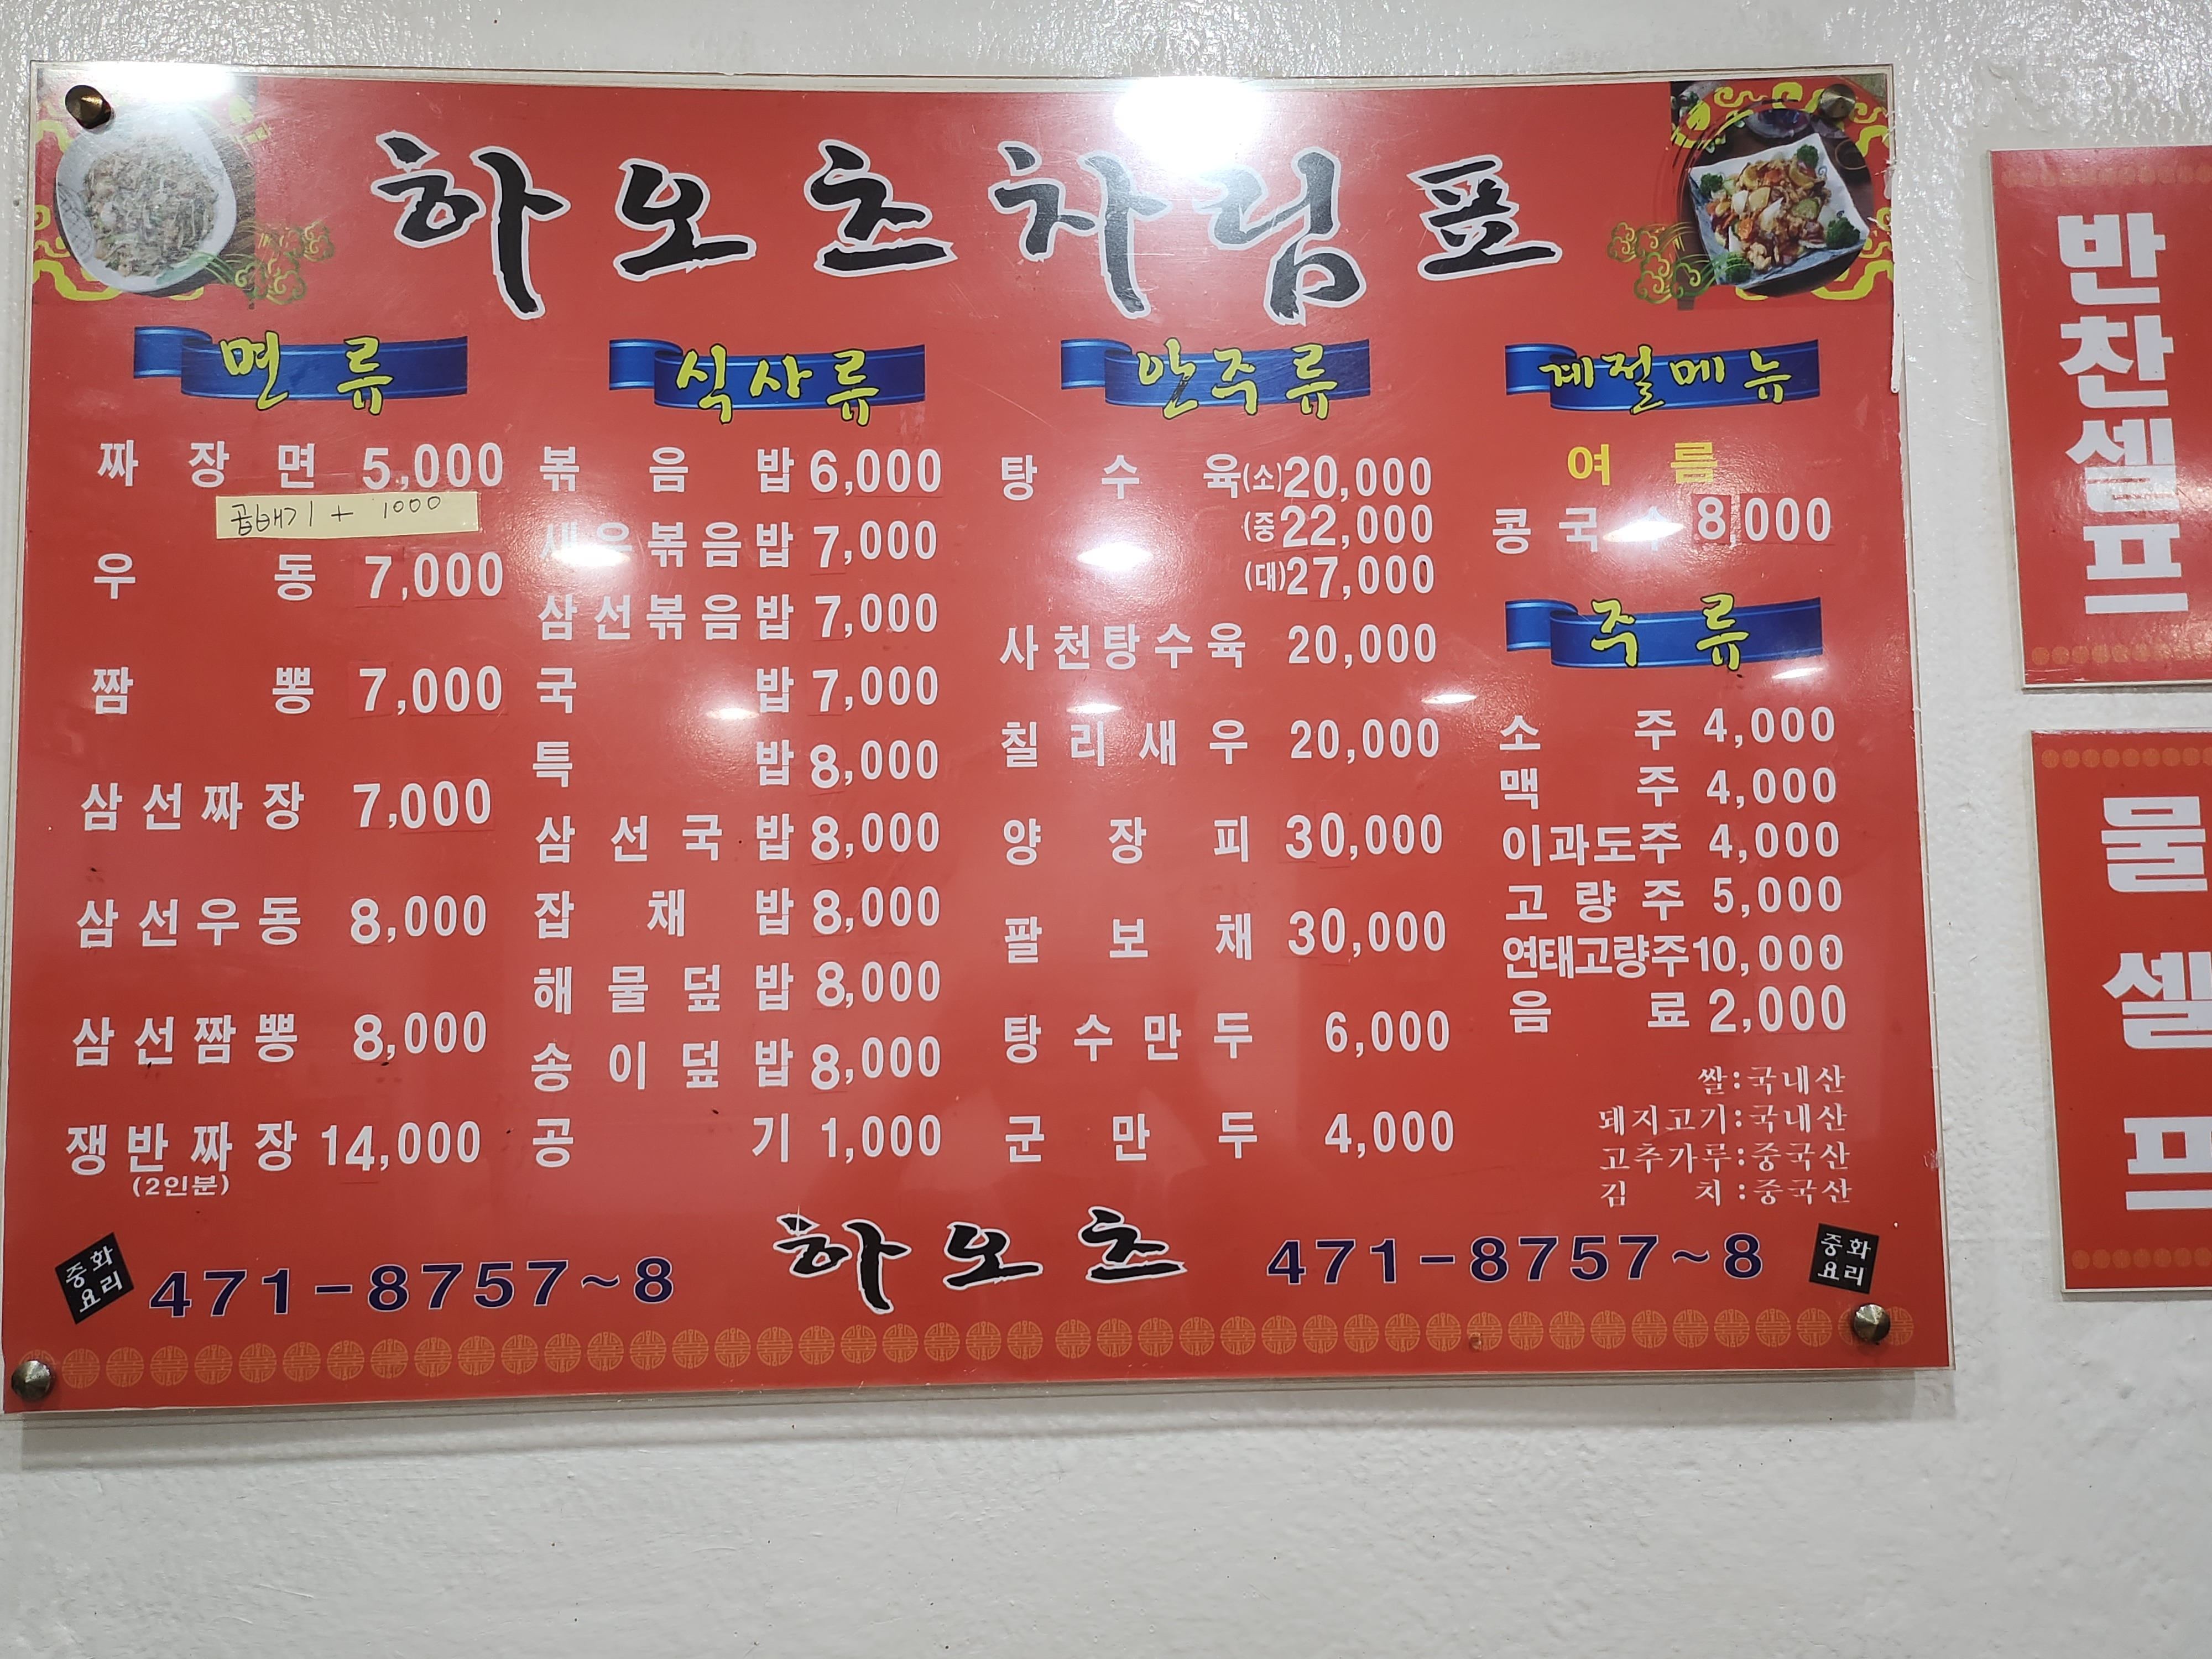 하오츠차림표
면류
짜장면 5,000
곱배기 + 1000
우동 7,000
짬뽕 7,000
삼선짜장 7,000
삼선우동 8,000
삼선짬뽕 8,000
쟁반짜장 14,000
(2인분)
식사류
볶음밥 6,000
새우볶음밥 7,000
삼선볶음밥 7,000
국밥 7,000
특밥 8,000
삼선국밥 8,000
잡채밥 8,000
해물덮밥 8,000
송이덮밥 8,000
공기 1,000
안주류
탕수육(소)20,000
(중22,000
(대)27,000
사천탕수육 20,000
칠리새우 20,000
양장피 30,000
팔보채 30,000
탕수만두 6,000
군만두 4,000
계절메뉴
여름
콩국수 8,000
주류
소주 4,000
맥주 4,000
이과도주 4,000
고량주 5,000
연태고량주10,000
음료 2,000
쌀:국내산
돼지고기:국내산
고추가루:중국산
김치:중국산
중화
요리
471-8757~8
하오츠
471-8757~8
중화
요리
반찬셀프
물셀프